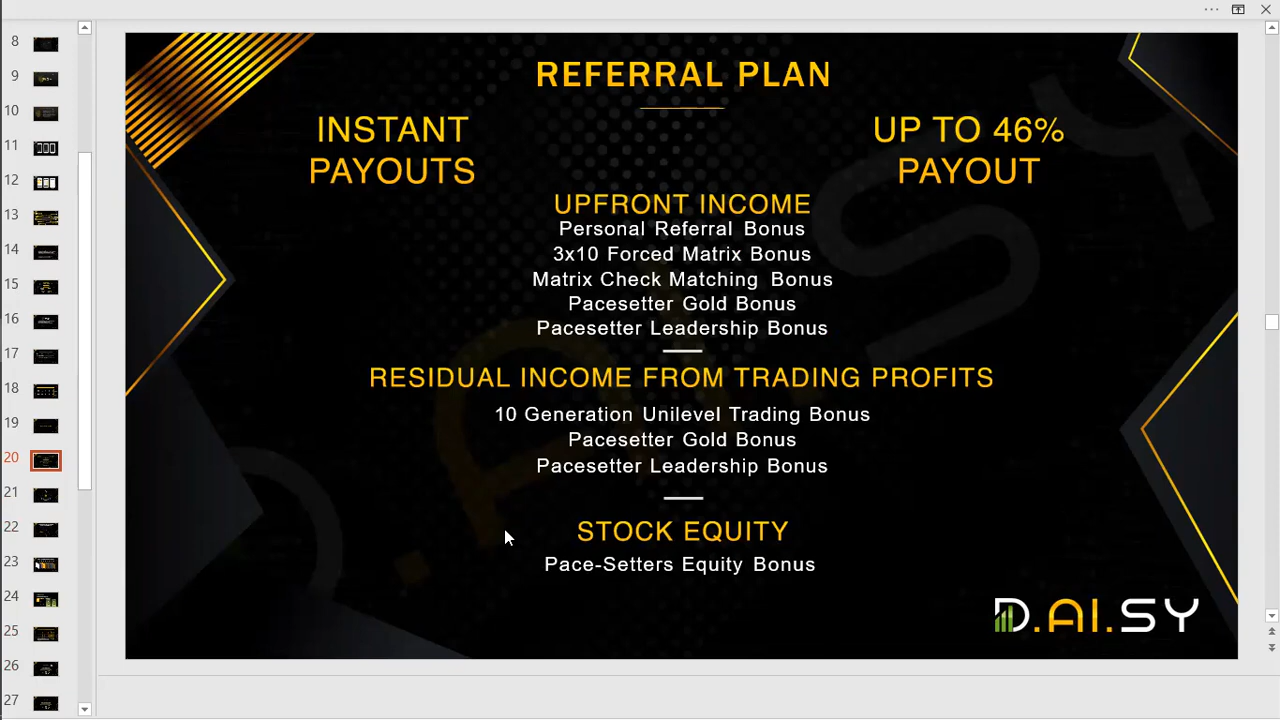 8
9
10
11
12
13
14
15
16
17
18
19
20
21
22
23
24
25
26
27
REFERRAL PLAN
INSTANT
PAYOUTS
UP TO 46%
PAYOUT
UPFRONT INCOME
Personal Referral Bonus
3x10 Forced Matrix Bonus
Matrix Check Matching Bonus
Pacesetter Gold Bonus
Pacesetter Leadership Bonus
RESIDUAL INCOME FROM TRADING PROFITS
10 Generation Unilevel Trading Bonus
Pacesetter Gold Bonus
Pacesetter Leadership Bonus
STOCK EQUITY
Pace-Setters Equity Bonus
D.AI.SY